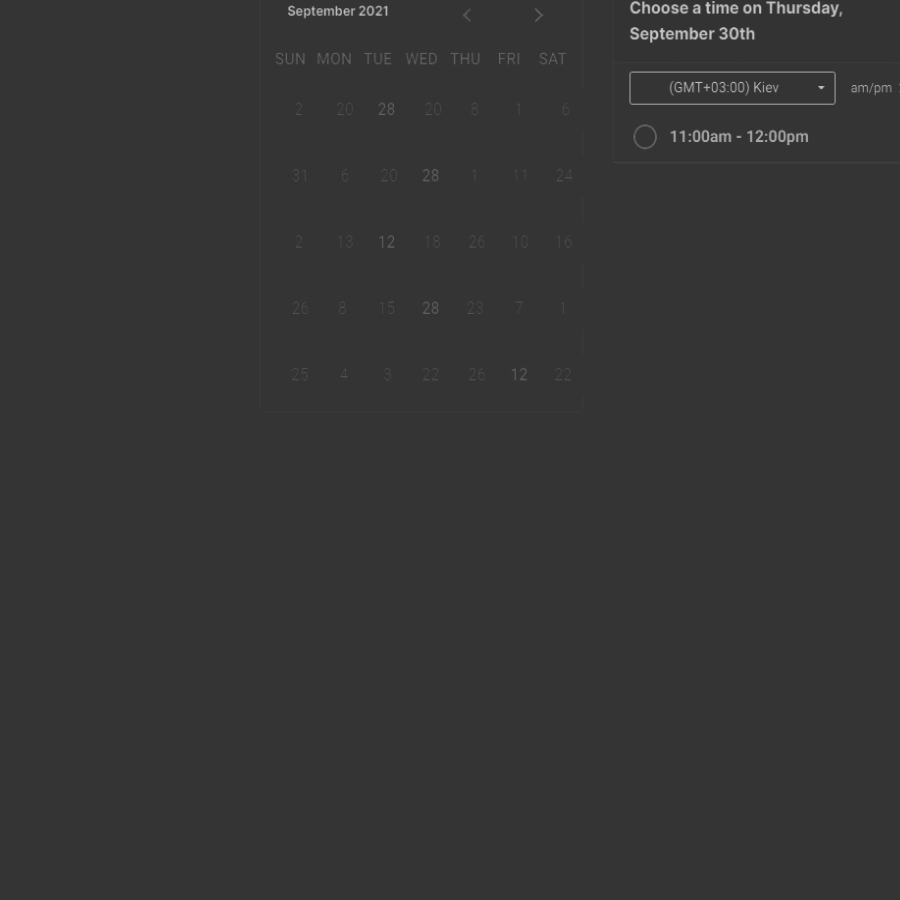 September 2021
SUN MON TUE WED THU FRI SAT
2 20 28 20 8 1 6
31 6 20 28 1 11 24
2 13 12 18 26 10 16
26 8 15 28 23 7 1
25 4 3 22 26 12 22
Choose a time on Thursday,
September 30th
(GMT+03:00) Kiev am/pm
11:00am - 12:00pm